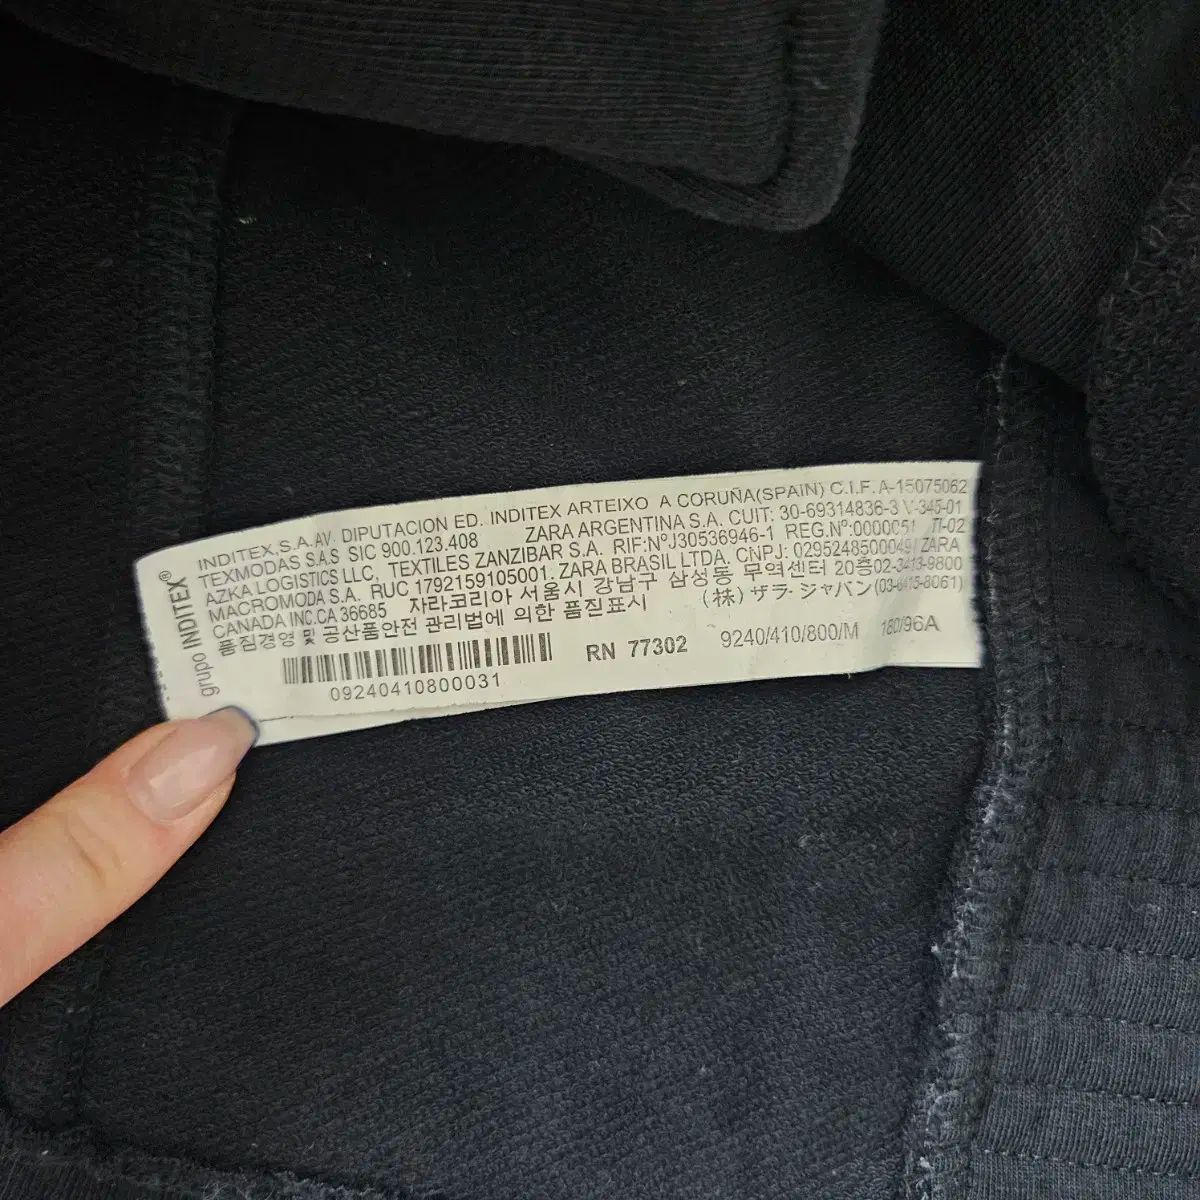 grupo INDITEX®
INDITEX,S.A.AV. DIPUTACION ED. INDITEX ARTEIXO A CORUÑA(SPAIN) C.I.F. A-15075062
TEXMODAS S.A.S SIC 900.123.408 ZARA ARGENTINA S.A. CUIT: 30-69314836-3 V-345-01
AZKA LOGISTICS LLC, TEXTILES ZANZIBAR S.A. RIF:NºJ30536946-1 REG.Nº:0000051 TI-02
MACROMODA S.A. RUC 1792159105001. ZARA BRASIL LTDA. CNPJ: 0295248500049/ ZARA
CANADA INC.CA 36685 자라코리아 서울시 강남구 삼성동 무역센터 20층02-3413-9800
품질경영 및 공산품안전 관리법에 의한 품질표시 (株) ザラ・ジャパン(03-6415-8061)
RN 77302 9240/410/800/M 180/96A
09240410800031